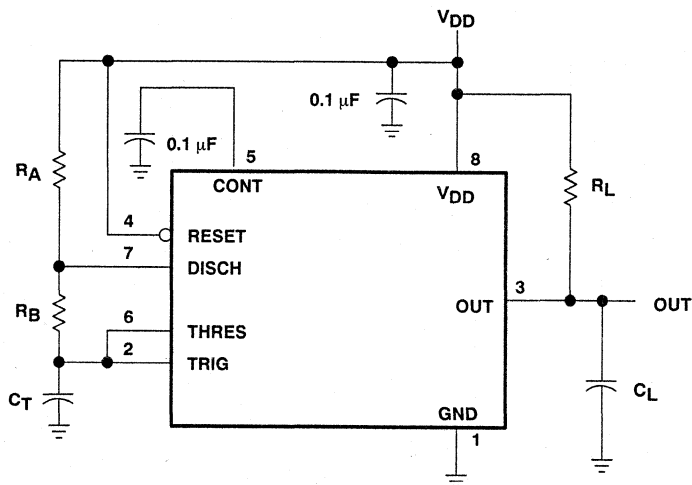 VDD
0.1 μF
0.1 μF
5
8
RA
CONT
VDD
RL
4
RESET
7
DISCH
RB
3
OUT
OUT
6
THRES
2
TRIG
CT
CL
GND
1